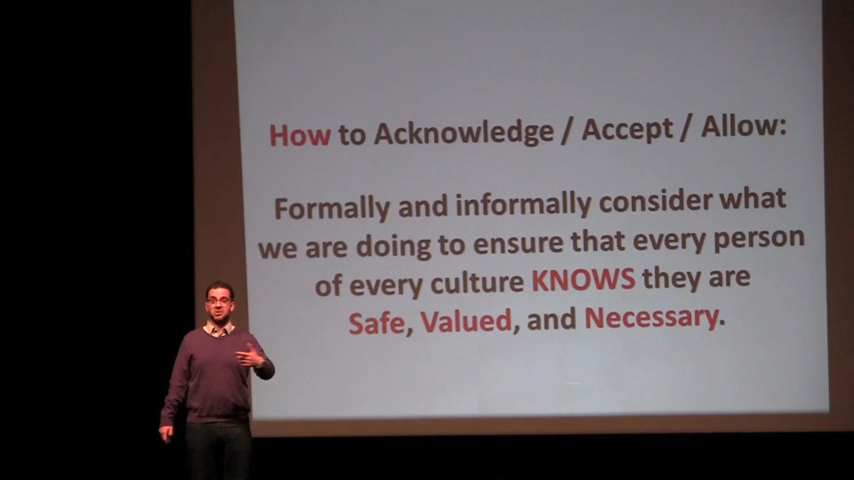 How to Acknowledge / Accept / Allow:
Formally and informally consider what
we are doing to ensure that every person
of every culture KNOWS they are
Safe, Valued, and Necessary.